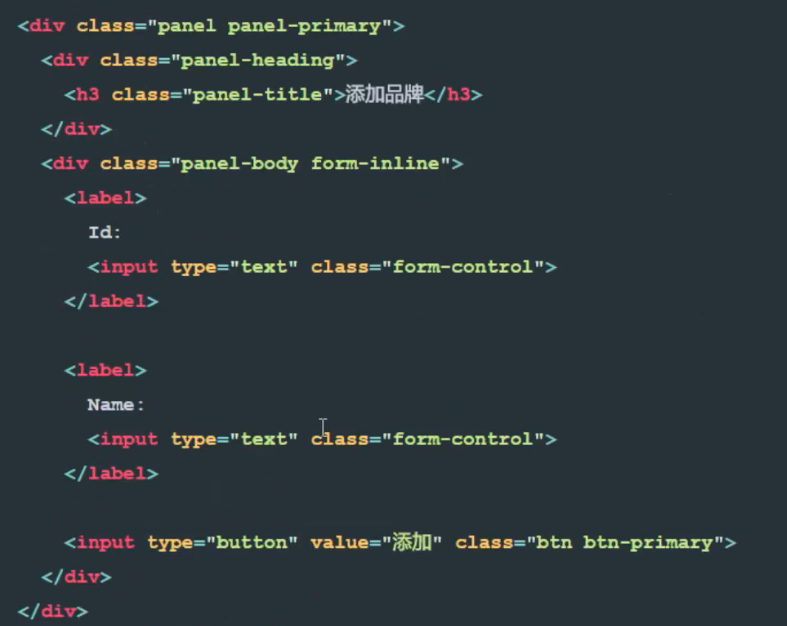 <div class="panel panel-primary">
  <div class="panel-heading">
    <h3 class="panel-title">添加品牌</h3>
  </div>
  <div class="panel-body form-inline">
    <label>
      Id:
      <input type="text" class="form-control">
    </label>

    <label>
      Name:
      <input type="text" class="form-control">
    </label>

    <input type="button" value="添加" class="btn btn-primary">
  </div>
</div>